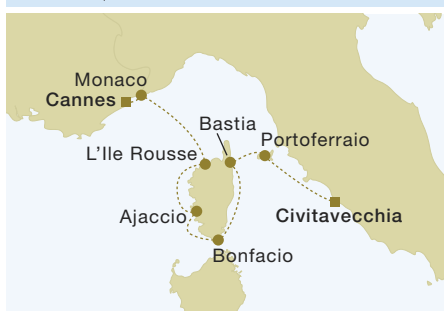 Monaco
Cannes
Bastia
Portoferraio
L'Ile Rousse
Ajaccio
Civitavecchia
Bonfacio